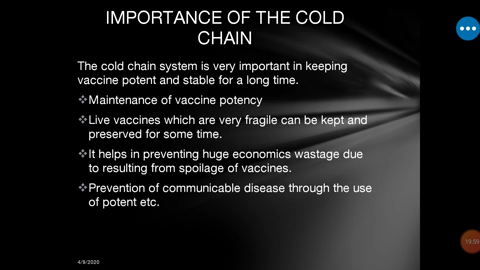 IMPORTANCE OF THE COLD
CHAIN
The cold chain system is very important in keeping
vaccine potent and stable for a long time.
❖Maintenance of vaccine potency
❖Live vaccines which are very fragile can be kept and
preserved for some time.
❖It helps in preventing huge economics wastage due
to resulting from spoilage of vaccines.
❖Prevention of communicable disease through the use
of potent etc.
4/9/2020
19:59